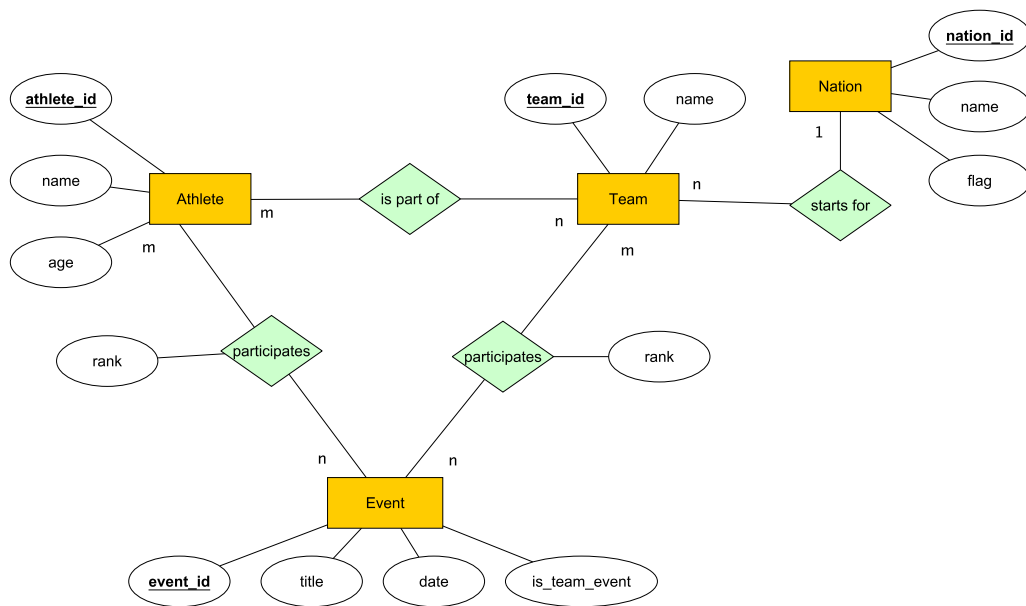 nation_id
Nation
athlete_id
team_id
name
name
1
name
Athlete
m
is part of
n
Team
n
starts for
flag
age
m
m
rank
participates
participates
rank
n
n
Event
event_id
title
date
is_team_event